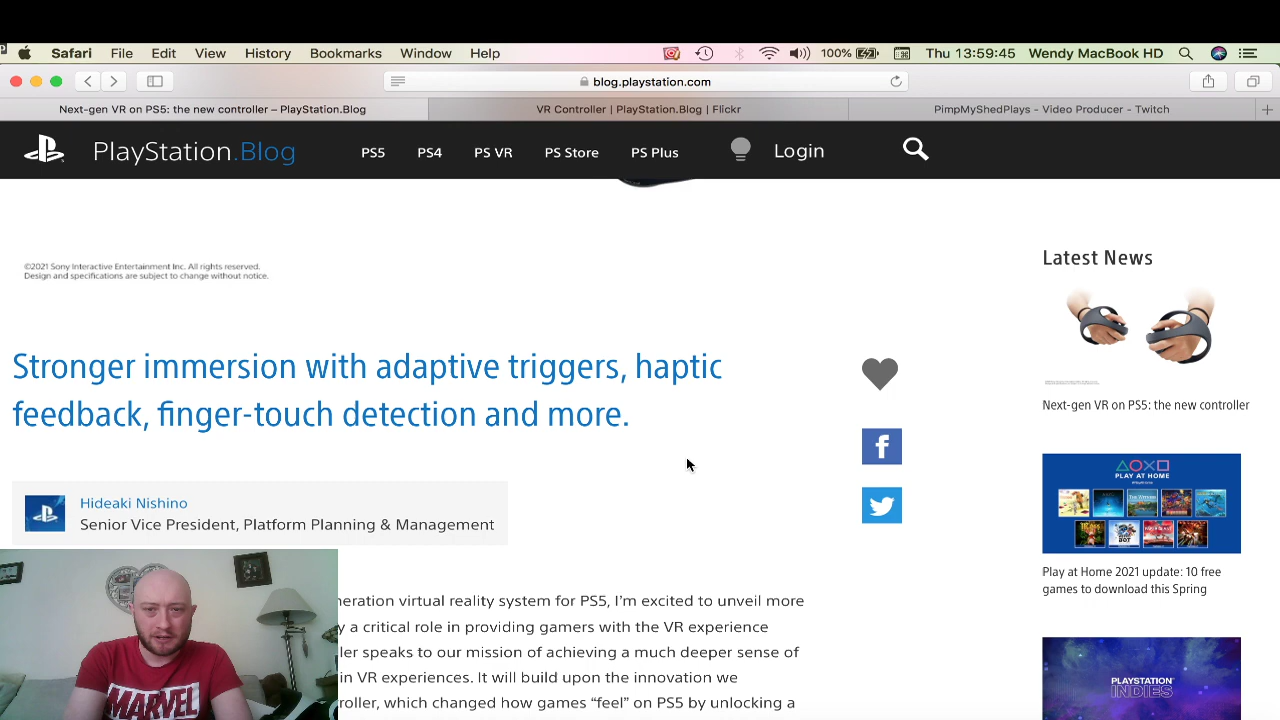 Safari File Edit View History Bookmarks Window Help 100% Thu 13:59:45 Wendy MacBook HD
blog.playstation.com
Next-gen VR on PS5: the new controller – PlayStation.Blog VR Controller | PlayStation.Blog | Flickr PimpMyShedPlays - Video Producer - Twitch
PlayStation.Blog PS5 PS4 PS VR PS Store PS Plus Login
©2021 Sony Interactive Entertainment Inc. All rights reserved.
Design and specifications are subject to change without notice.
Stronger immersion with adaptive triggers, haptic
feedback, finger-touch detection and more.
Hideaki Nishino
Senior Vice President, Platform Planning & Management
neration virtual reality system for PS5, I'm excited to unveil more
y a critical role in providing gamers with the VR experience
ler speaks to our mission of achieving a much deeper sense of
in VR experiences. It will build upon the innovation we
roller, which changed how games “feel” on PS5 by unlocking a
MARVEL
Latest News
Next-gen VR on PS5: the new controller
PLAY AT HOME
Play at Home 2021 update: 10 free
games to download this Spring
PLAYSTATION
INDIES